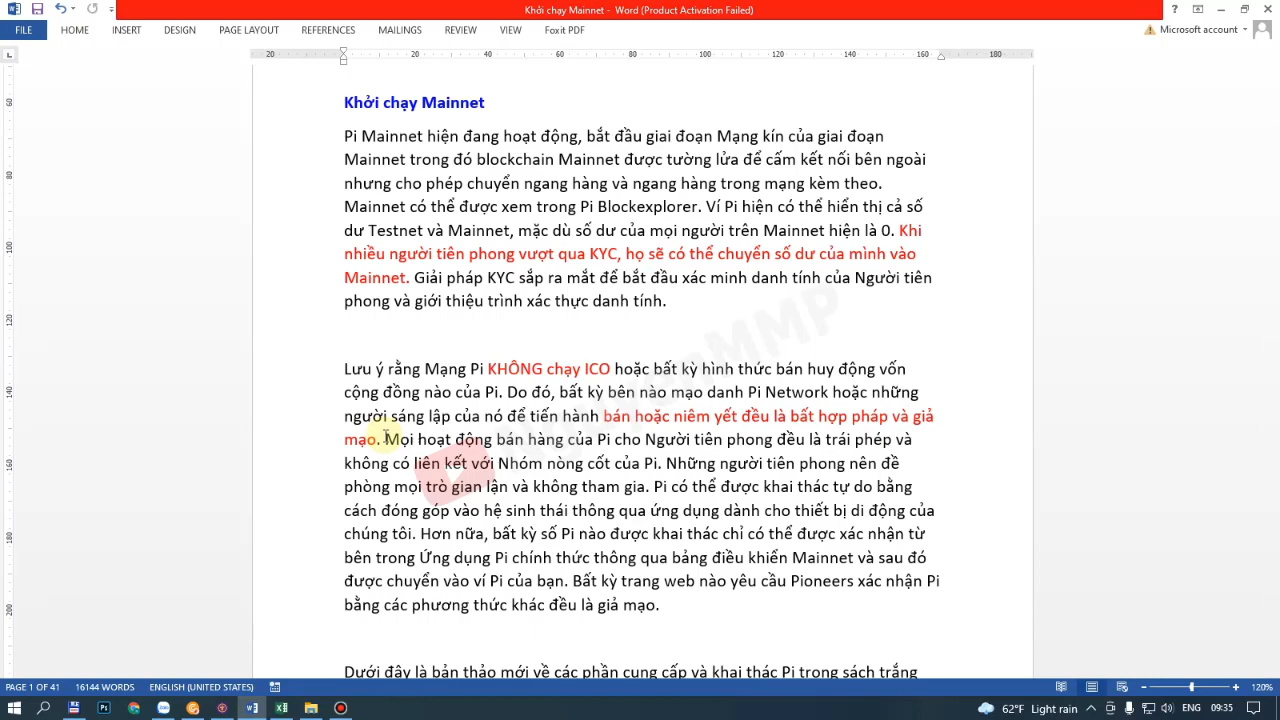 Khởi chạy Mainnet - Word (Product Activation Failed)
FILE HOME INSERT DESIGN PAGE LAYOUT REFERENCES MAILINGS REVIEW VIEW Foxit PDF Microsoft account
20 20 40 60 80 100 120 140 160 180
60
80
100
120
140
160
180
200
Khởi chạy Mainnet
Pi Mainnet hiện đang hoạt động, bắt đầu giai đoạn Mạng kín của giai đoạn
Mainnet trong đó blockchain Mainnet được tường lửa để cấm kết nối bên ngoài
nhưng cho phép chuyển ngang hàng và ngang hàng trong mạng kèm theo.
Mainnet có thể được xem trong Pi Blockexplorer. Ví Pi hiện có thể hiển thị cả số
dư Testnet và Mainnet, mặc dù số dư của mọi người trên Mainnet hiện là 0. Khi
nhiều người tiên phong vượt qua KYC, họ sẽ có thể chuyển số dư của mình vào
Mainnet. Giải pháp KYC sắp ra mắt để bắt đầu xác minh danh tính của Người tiên
phong và giới thiệu trình xác thực danh tính.
Lưu ý rằng Mạng Pi KHÔNG chạy ICO hoặc bất kỳ hình thức bán huy động vốn
cộng đồng nào của Pi. Do đó, bất kỳ bên nào mạo danh Pi Network hoặc những
người sáng lập của nó để tiến hành bán hoặc niêm yết đều là bất hợp pháp và giả
mạo. Mọi hoạt động bán hàng của Pi cho Người tiên phong đều là trái phép và
không có liên kết với Nhóm nòng cốt của Pi. Những người tiên phong nên đề
phòng mọi trò gian lận và không tham gia. Pi có thể được khai thác tự do bằng
cách đóng góp vào hệ sinh thái thông qua ứng dụng dành cho thiết bị di động của
chúng tôi. Hơn nữa, bất kỳ số Pi nào được khai thác chỉ có thể được xác nhận từ
bên trong Ứng dụng Pi chính thức thông qua bảng điều khiển Mainnet và sau đó
được chuyển vào ví Pi của bạn. Bất kỳ trang web nào yêu cầu Pioneers xác nhận Pi
bằng các phương thức khác đều là giả mạo.
Dưới đây là bản thảo mới về các phần cung cấp và khai thác Pi trong sách trắng
PAGE 1 OF 41 16144 WORDS ENGLISH (UNITED STATES) 120%
62°F Light rain ENG 09:35